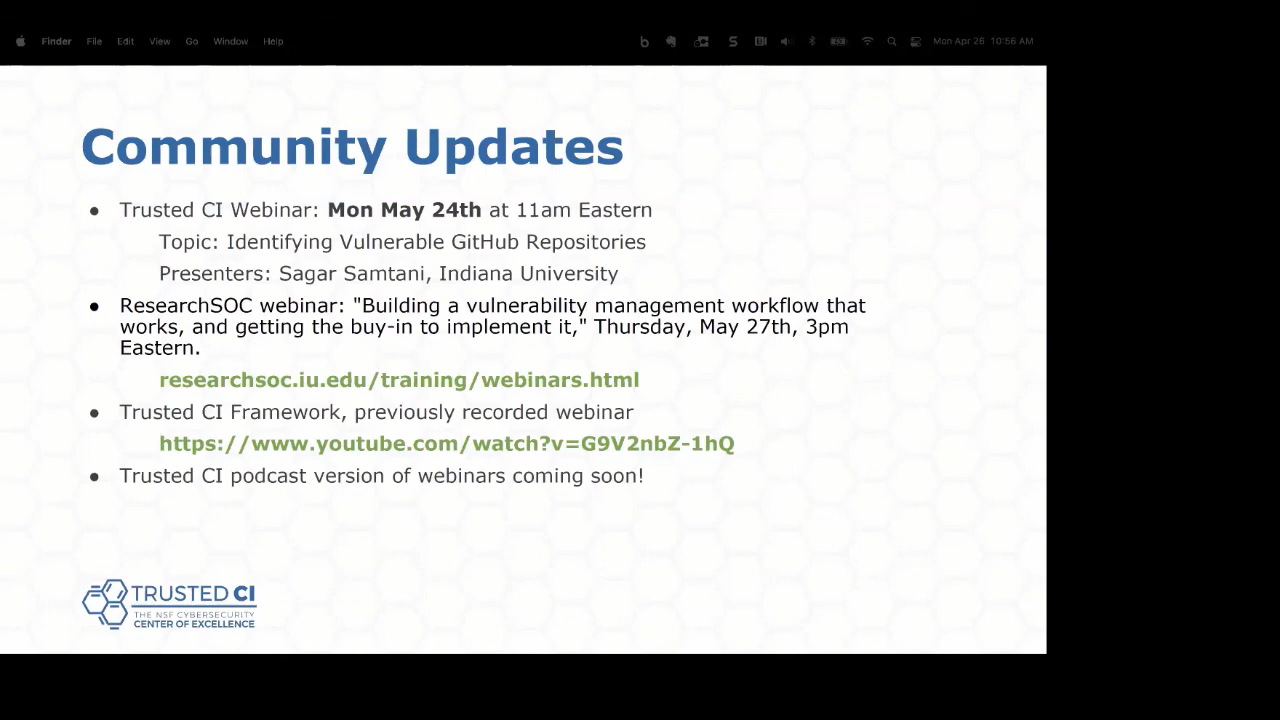 Finder File Edit View Go Window Help Mon Apr 26 10:56 AM
Community Updates
● Trusted CI Webinar: Mon May 24th at 11am Eastern
Topic: Identifying Vulnerable GitHub Repositories
Presenters: Sagar Samtani, Indiana University
● ResearchSOC webinar: "Building a vulnerability management workflow that
works, and getting the buy-in to implement it," Thursday, May 27th, 3pm
Eastern.
researchsoc.iu.edu/training/webinars.html
● Trusted CI Framework, previously recorded webinar
https://www.youtube.com/watch?v=G9V2nbZ-1hQ
● Trusted CI podcast version of webinars coming soon!
TRUSTED CI
THE NSF CYBERSECURITY
CENTER OF EXCELLENCE